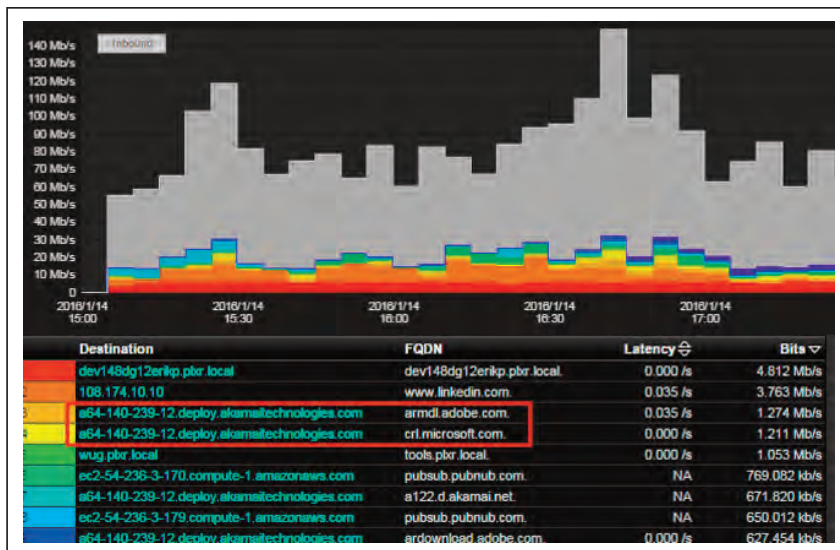 140 Mb/s
Inbound
130 Mb/s
120 Mb/s
110 Mb/s
100 Mb/s
90 Mb/s
80 Mb/s
70 Mb/s
60 Mb/s
50 Mb/s
40 Mb/s
30 Mb/s
20 Mb/s
10 Mb/s
0
2016/1/14 2016/1/14 2016/1/14 2016/1/14 2016/1/14
15:00 15:30 16:00 16:30 17:00
Destination FQDN Latency Bits
dev148dg12erikp.plxr.local dev148dg12erikp.plxr.local. 0.000 /s 4.812 Mb/s
108.174.10.10 www.linkedin.com. 0.035 /s 3.763 Mb/s
a64-140-239-12.deploy.akamaitechnologies.com armdl.adobe.com. 0.035 /s 1.274 Mb/s
a64-140-239-12.deploy.akamaitechnologies.com crl.microsoft.com. 0.000 /s 1.211 Mb/s
wug.plxr.local tools.plxr.local. 0.000 /s 1.053 Mb/s
ec2-54-236-3-170.compute-1.amazonaws.com pubsub.pubnub.com. NA 769.082 kb/s
a64-140-239-12.deploy.akamaitechnologies.com a122.d.akamai.net. NA 671.820 kb/s
ec2-54-236-3-179.compute-1.amazonaws.com pubsub.pubnub.com. NA 650.012 kb/s
a64-140-239-12.deploy.akamaitechnologies.com ardownload.adobe.com. 0.000 /s 627.454 kb/s